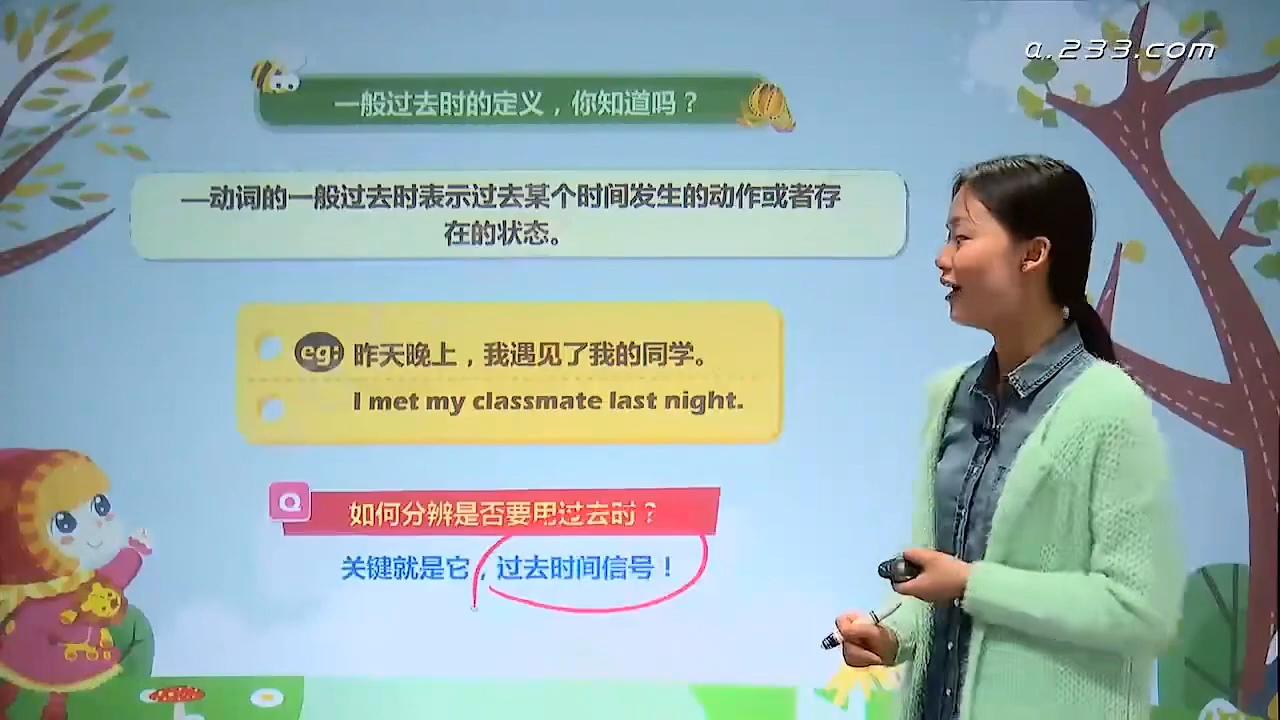 a.233.com
一般过去时的定义，你知道吗？
—动词的一般过去时表示过去某个时间发生的动作或者存
在的状态。
eg: 昨天晚上，我遇见了我的同学。
I met my classmate last night.
Q 如何分辨是否要用过去时？
关键就是它，过去时间信号！